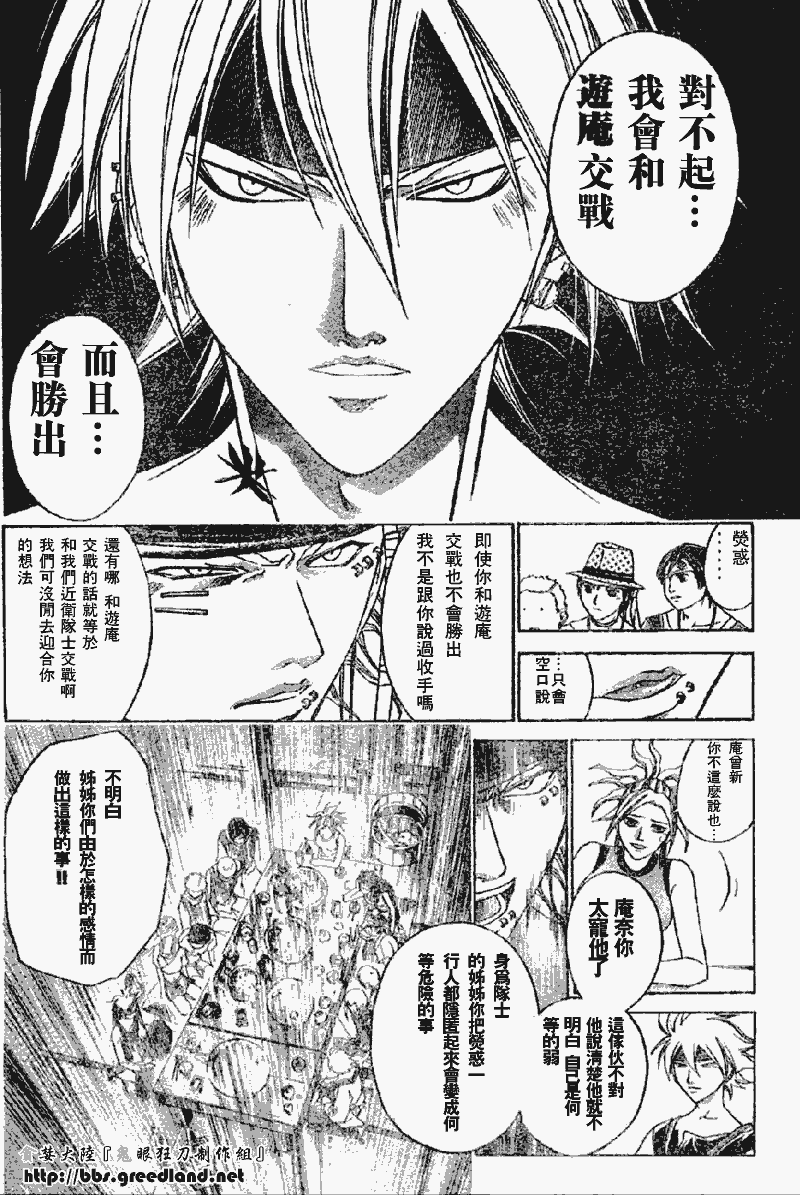 對不起…
我會和
遊庵交戰
而且…
會勝出
熒惑
……
…只會
空口說
即使你和遊庵
交戰也不會勝出
我不是跟你說過收手嗎
還有哪 和遊庵
交戰的話就等於
和我們近衛隊士交戰啊
我們可沒閒去迎合你
的想法
庵曾新
你不這麼說也…
庵奈你
太寵他了
這傢伙不對
他說清楚他就不
明白 自己是何
等的弱
身為隊士
的姊姊你把熒惑一
行人都隱匿起來會變成何
等危險的事
不明白
姊姊你們由於怎樣的感情而
做出這樣的事!!
大陸『鬼眼狂刀制作組』
http://bbs.greedland.net